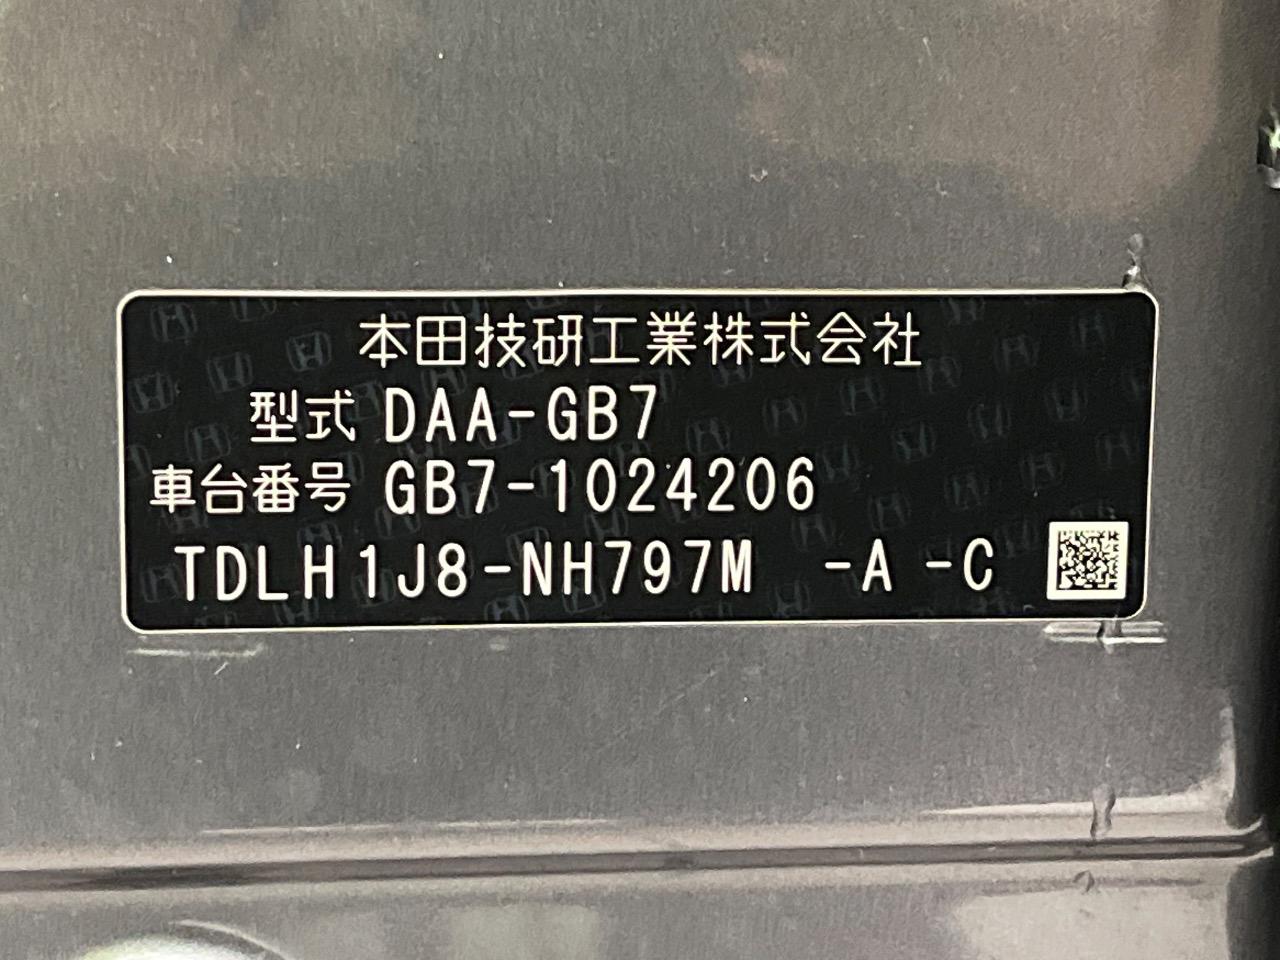 本田技研工業株式会社
型式 DAA-GB7
車台番号 GB7-1024206
TDLH1J8-NH797M -A -C